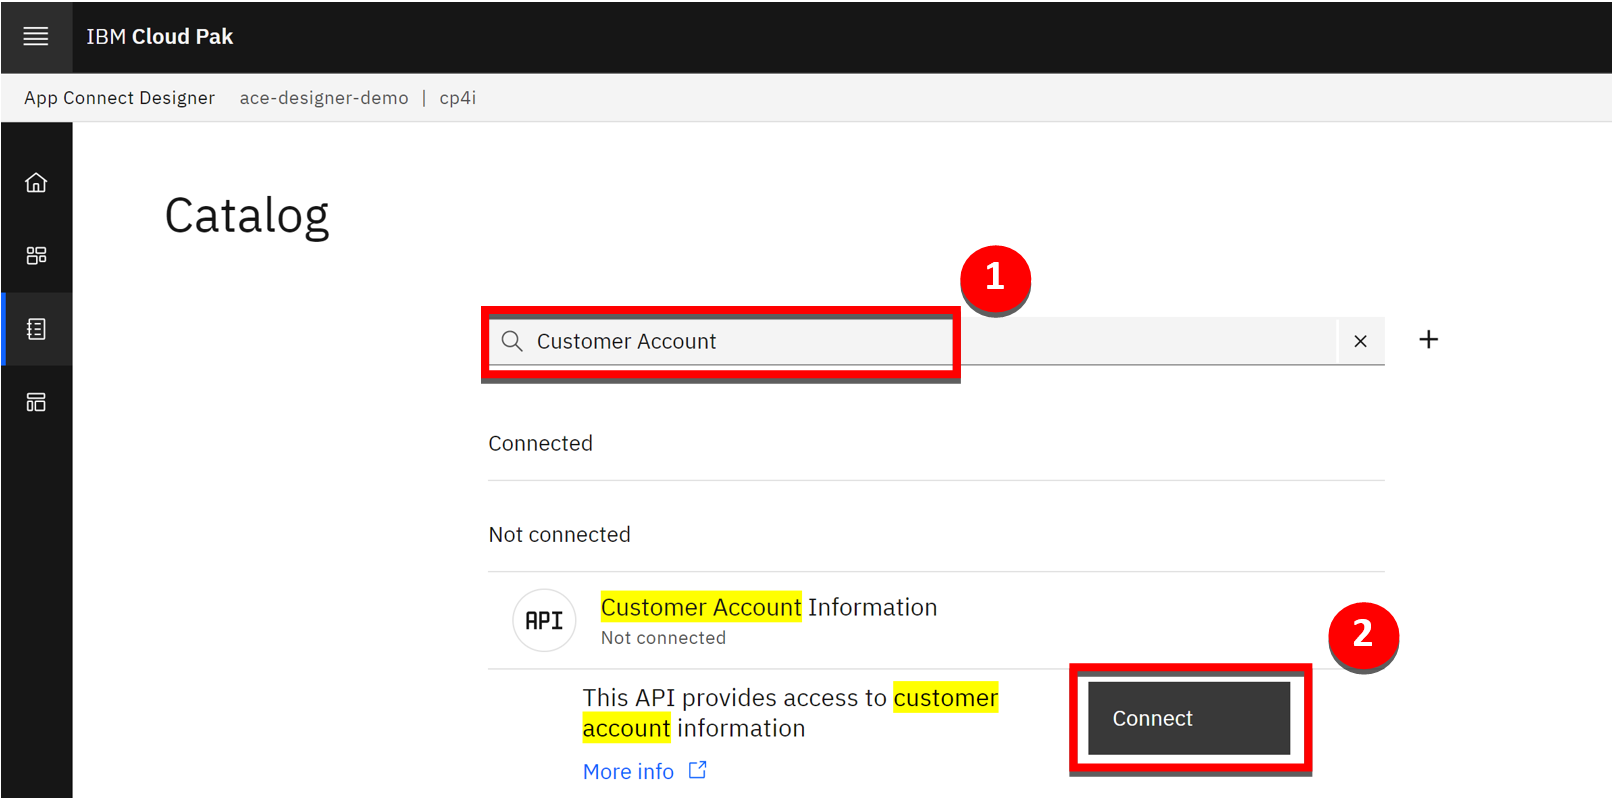 IBM Cloud Pak
App Connect Designer ace-designer-demo | cp4i
Catalog
1
Customer Account
Connected
Not connected
API
Customer Account Information
Not connected
2
This API provides access to customer
account information
Connect
More info